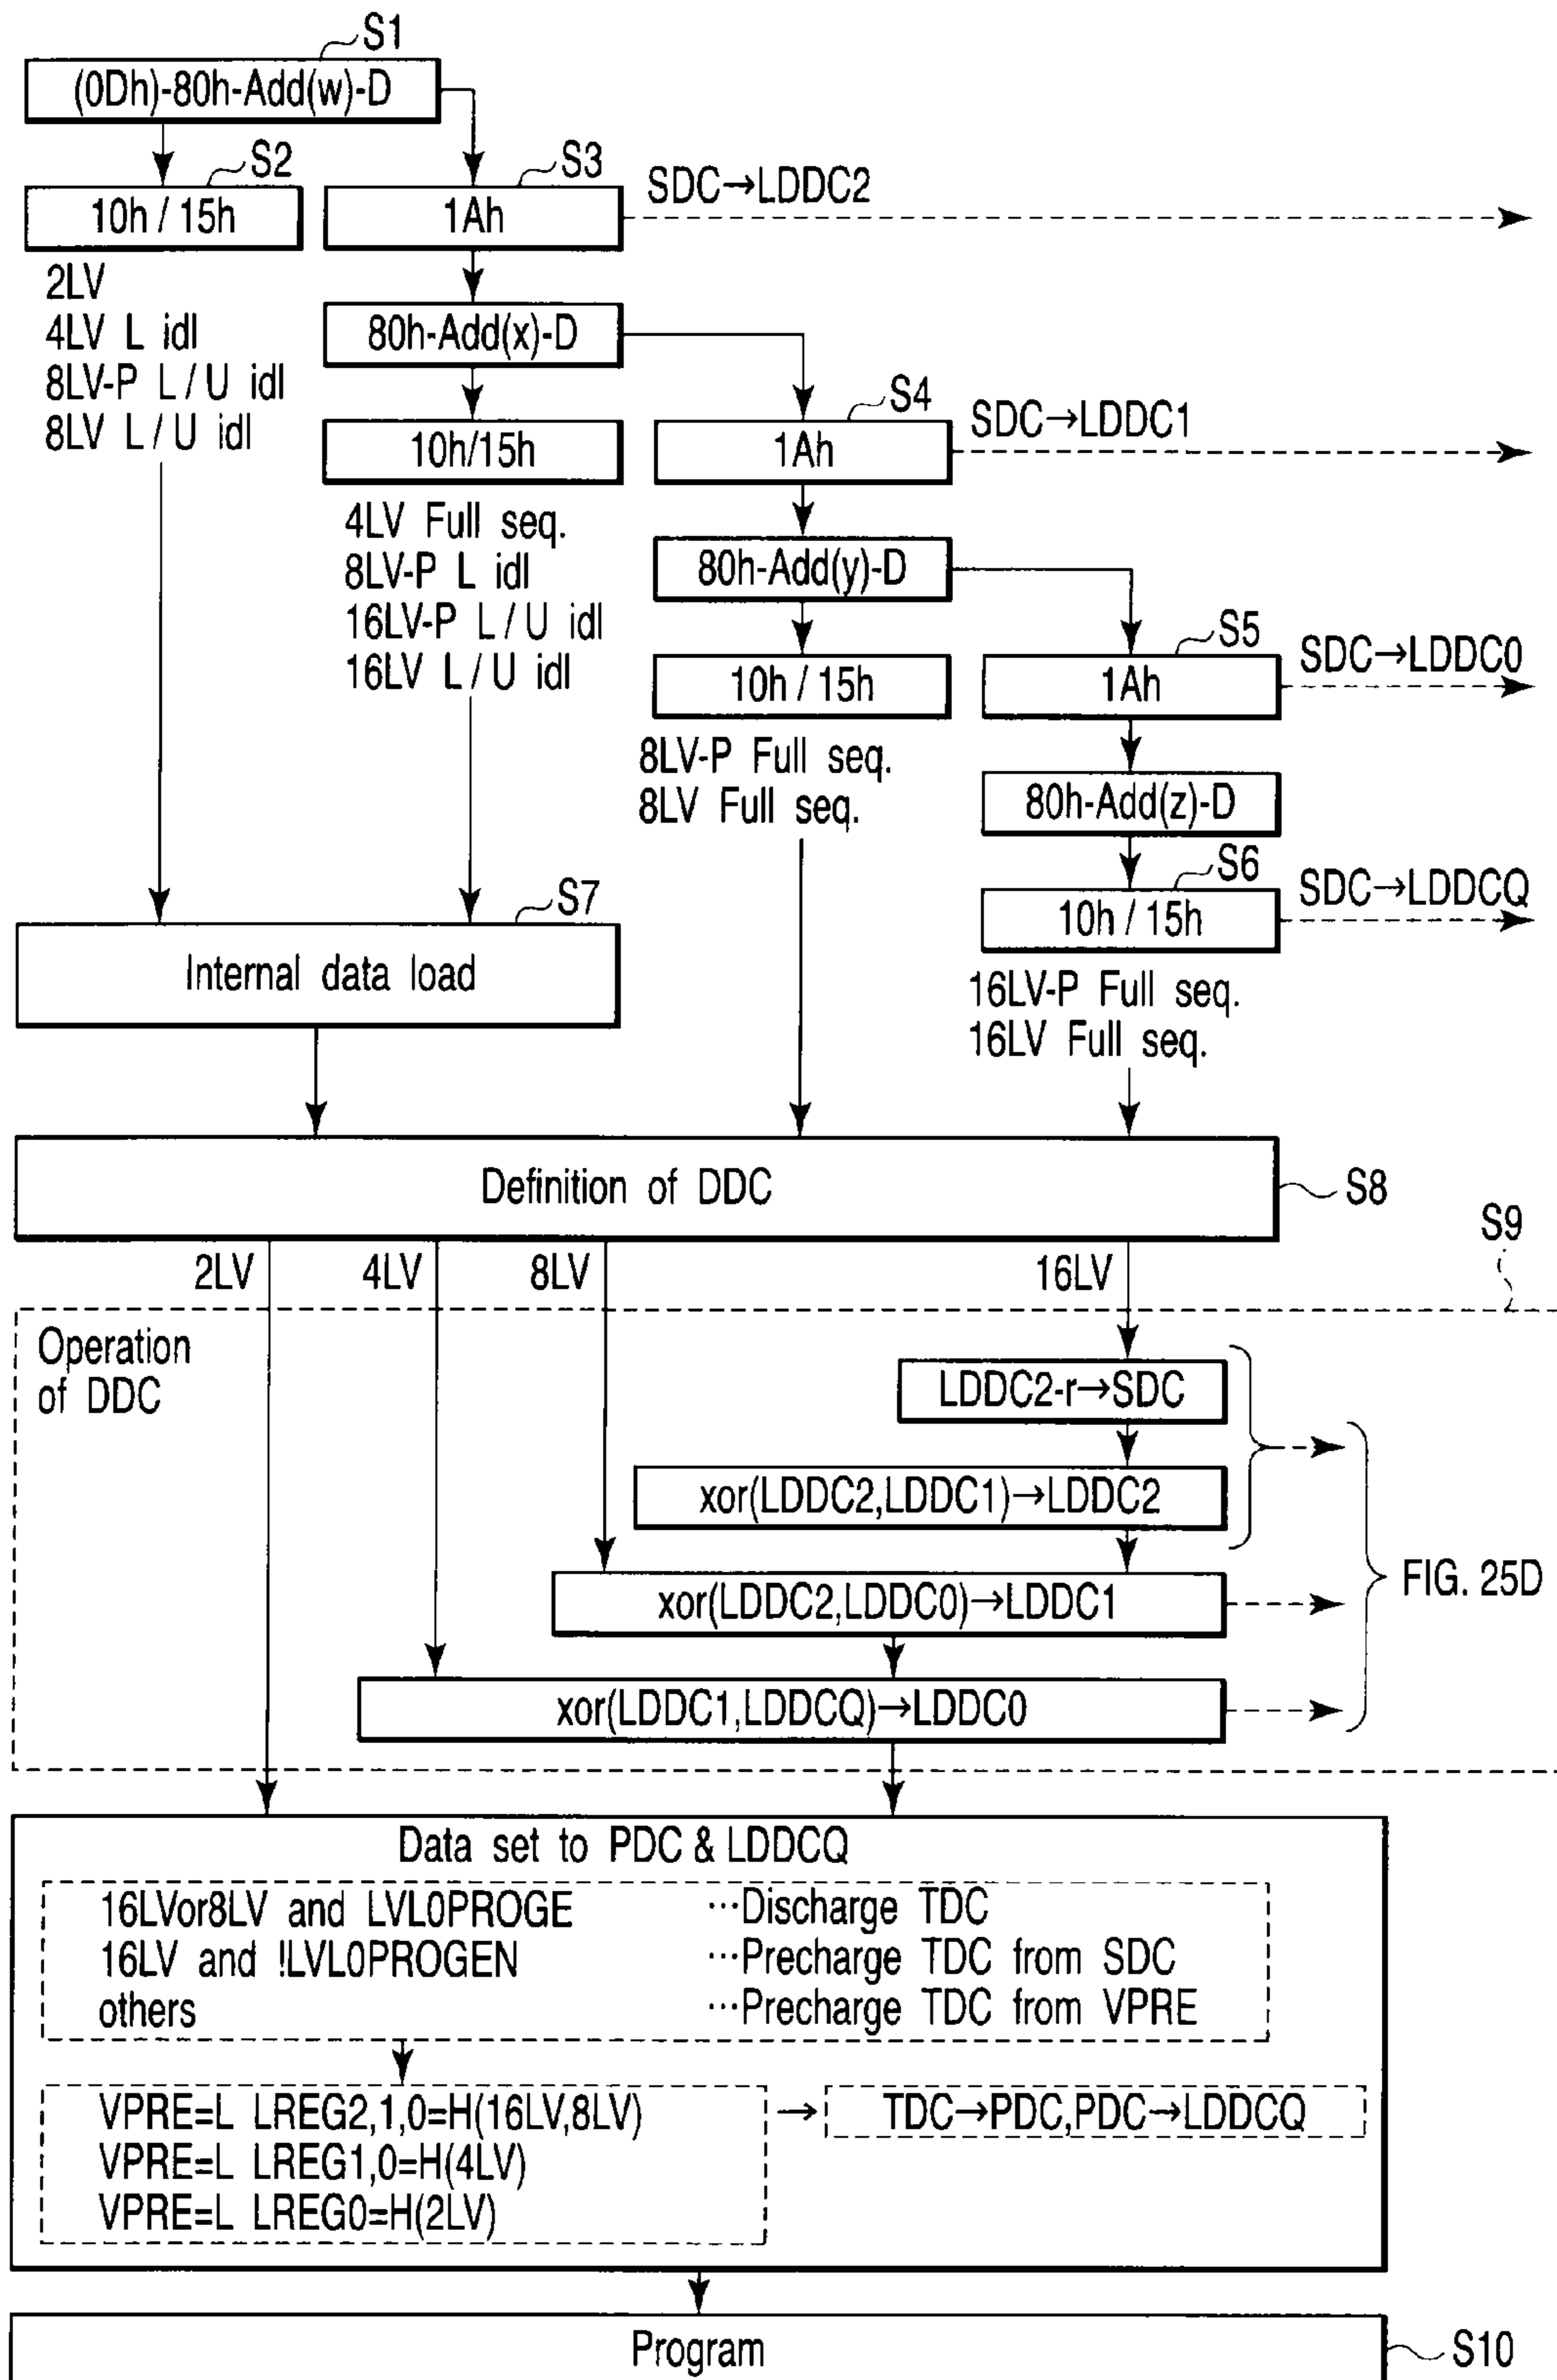 S1
(0Dh)-80h-Add(w)-D
S2
S3
10h / 15h
1Ah
SDC→LDDC2
2LV
4LV L idl
8LV-P L / U idl
8LV L / U idl
80h-Add(x)-D
S4
10h/15h
1Ah
SDC→LDDC1
4LV Full seq.
8LV-P L idl
16LV-P L / U idl
16LV L / U idl
80h-Add(y)-D
S5
10h / 15h
1Ah
SDC→LDDC0
8LV-P Full seq.
8LV Full seq.
80h-Add(z)-D
S6
10h / 15h
SDC→LDDCQ
16LV-P Full seq.
16LV Full seq.
S7
Internal data load
Definition of DDC
S8
S9
2LV
4LV
8LV
16LV
Operation
of DDC
LDDC2-r→SDC
xor(LDDC2,LDDC1)→LDDC2
xor(LDDC2,LDDC0)→LDDC1
FIG. 25D
xor(LDDC1,LDDCQ)→LDDC0
Data set to PDC & LDDCQ
16LVor8LV and LVL0PROGE ···Discharge TDC
16LV and !LVL0PROGEN ···Precharge TDC from SDC
others ···Precharge TDC from VPRE
VPRE=L LREG2,1,0=H(16LV,8LV)
VPRE=L LREG1,0=H(4LV)
VPRE=L LREG0=H(2LV)
TDC→PDC,PDC→LDDCQ
Program
S10